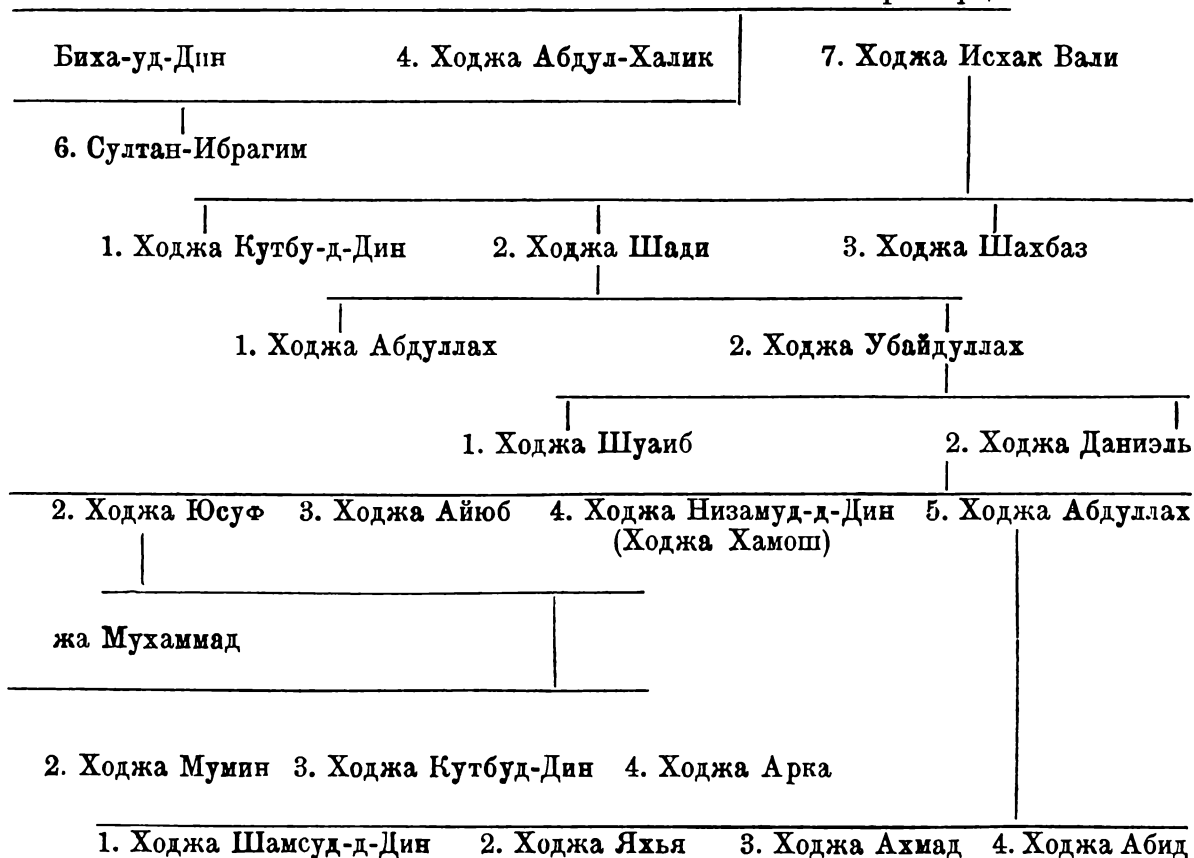 Биха-уд-Дин 4. Ходжа Абдул-Халик 7. Ходжа Исхак Вали
6. Султан-Ибрагим
1. Ходжа Кутбу-д-Дин 2. Ходжа Шади 3. Ходжа Шахбаз
1. Ходжа Абдуллах 2. Ходжа Убайдуллах
1. Ходжа Шуаиб 2. Ходжа Даниэль
2. Ходжа Юсуф 3. Ходжа Айюб 4. Ходжа Низамуд-д-Дин 5. Ходжа Абдуллах
(Ходжа Хамош)
жа Мухаммад
2. Ходжа Мумин 3. Ходжа Кутбуд-Дин 4. Ходжа Арка
1. Ходжа Шамсуд-д-Дин 2. Ходжа Яхья 3. Ходжа Ахмад 4. Ходжа Абид